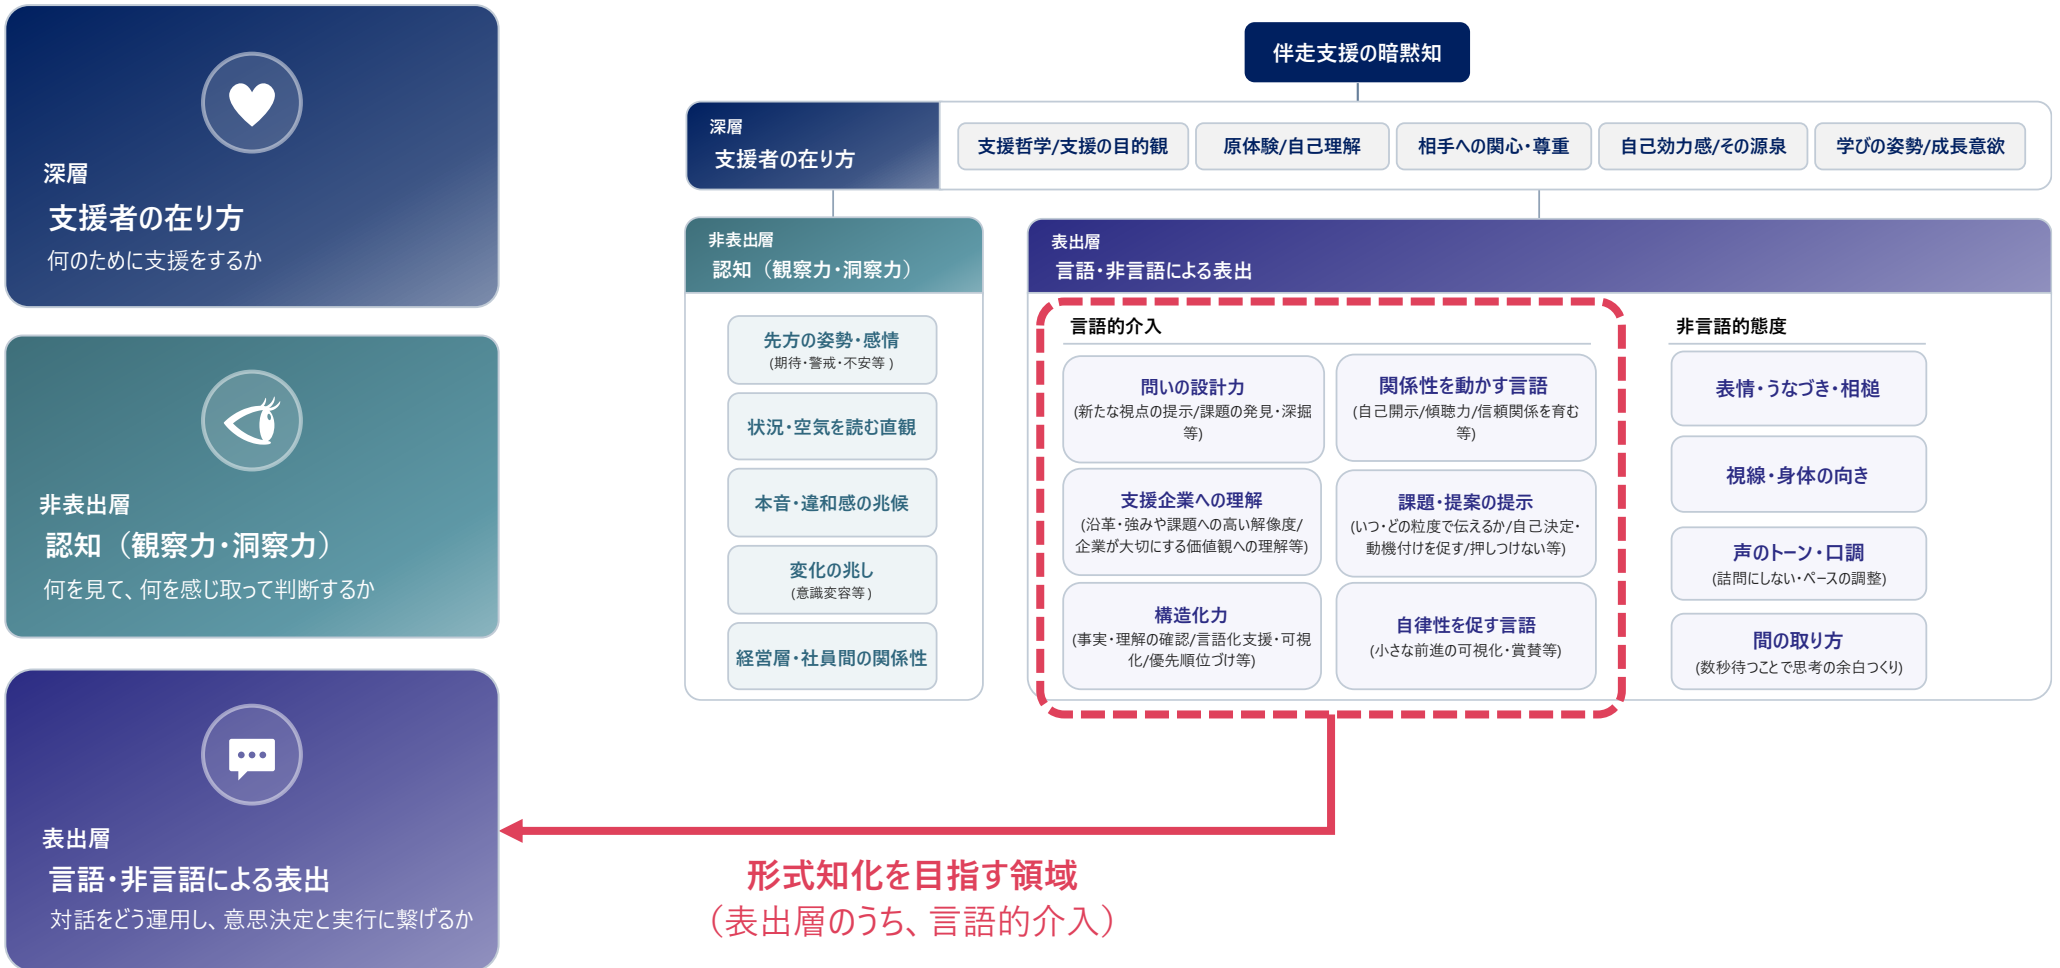 深層
支援者の在り方
何のために支援をするか
非表出層
認知（観察力・洞察力）
何を見て、何を感じ取って判断するか
表出層
言語・非言語による表出
対話をどう運用し、意思決定と実行に繋げるか
伴走支援の暗黙知
深層
支援者の在り方
支援哲学/支援の目的観
原体験/自己理解
相手への関心・尊重
自己効力感/その源泉
学びの姿勢/成長意欲
非表出層
認知（観察力・洞察力）
先方の姿勢・感情
(期待・警戒・不安等 )
状況・空気を読む直観
本音・違和感の兆候
変化の兆し
(意識変容等 )
経営層・社員間の関係性
表出層
言語・非言語による表出
言語的介入
問いの設計力
(新たな視点の提示/課題の発見・深掘
等)
関係性を動かす言語
(自己開示/傾聴力/信頼関係を育む
等)
支援企業への理解
(沿革・強みや課題への高い解像度/
企業が大切にする価値観への理解等)
課題・提案の提示
(いつ・どの粒度で伝えるか/自己決定・
動機付けを促す/押しつけない等)
構造化力
(事実・理解の確認/言語化支援・可視
化/優先順位づけ等)
自律性を促す言語
(小さな前進の可視化・賞賛等)
非言語的態度
表情・うなづき・相槌
視線・身体の向き
声のトーン・口調
(詰問にしない・ペースの調整)
間の取り方
(数秒待つことで思考の余白つくり)
形式知化を目指す領域
（表出層のうち、言語的介入）